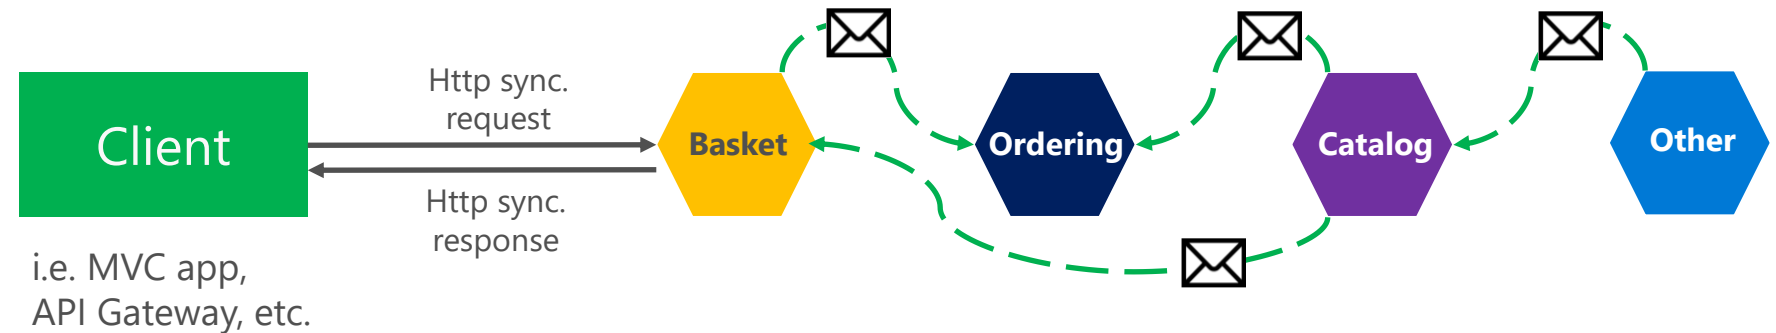 Client
Http sync.
request
Http sync.
response
Basket
Ordering
Catalog
Other
i.e. MVC app,
API Gateway, etc.